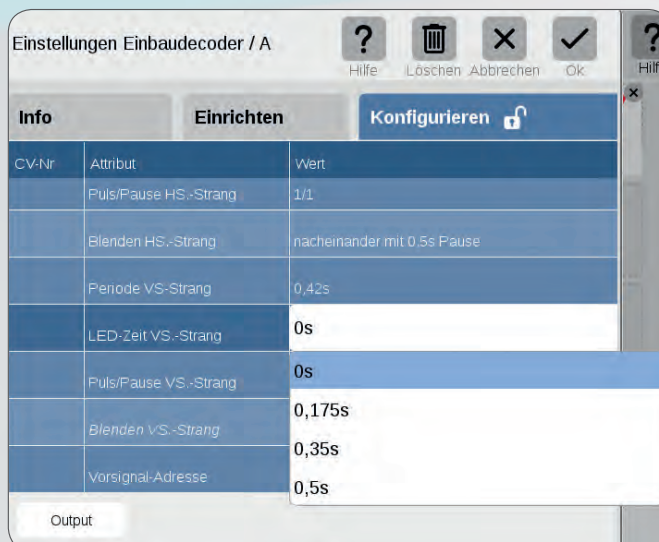 Einstellungen Einbaudecoder / A
Hilfe Löschen Abbrechen Ok
Info Einrichten Konfigurieren
CV-Nr Attribut Wert
Puls/Pause HS.-Strang 1/1
Blenden HS.-Strang nacheinander mit 0.5s Pause
Periode VS-Strang 0,42s
LED-Zeit VS.-Strang 0s
Puls/Pause VS.-Strang 0s
0,175s
Blenden VS.-Strang
0,35s
Vorsignal-Adresse 0,5s
Output